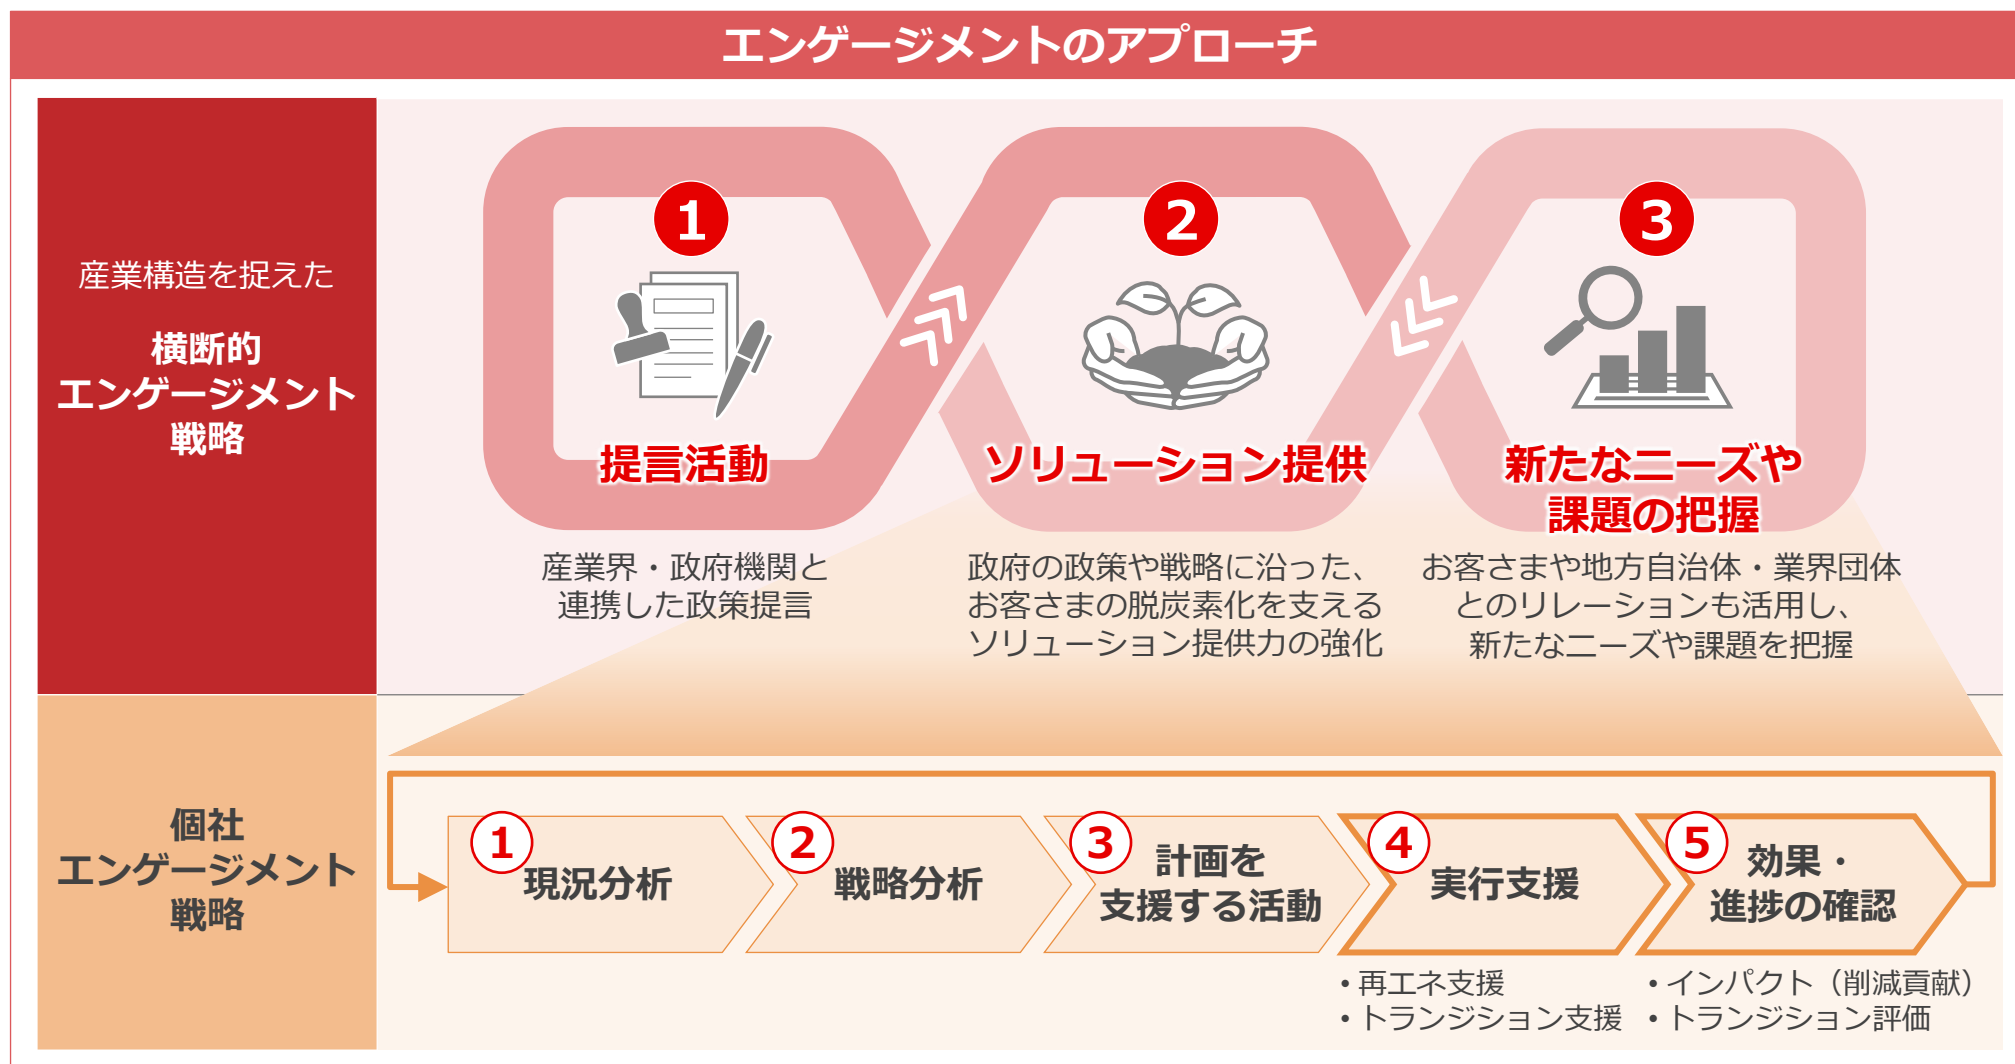 エンゲージメントのアプローチ
産業構造を捉えた
横断的
エンゲージメント
戦略
1
提言活動
産業界・政府機関と
連携した政策提言
2
ソリューション提供
政府の政策や戦略に沿った、
お客さまの脱炭素化を支える
ソリューション提供力の強化
3
新たなニーズや
課題の把握
お客さまや地方自治体・業界団体
とのリレーションも活用し、
新たなニーズや課題を把握
個社
エンゲージメント
戦略
1
現況分析
2
戦略分析
3
計画を
支援する活動
4
実行支援
・再エネ支援
・トランジション支援
5
効果・
進捗の確認
・インパクト（削減貢献）
・トランジション評価